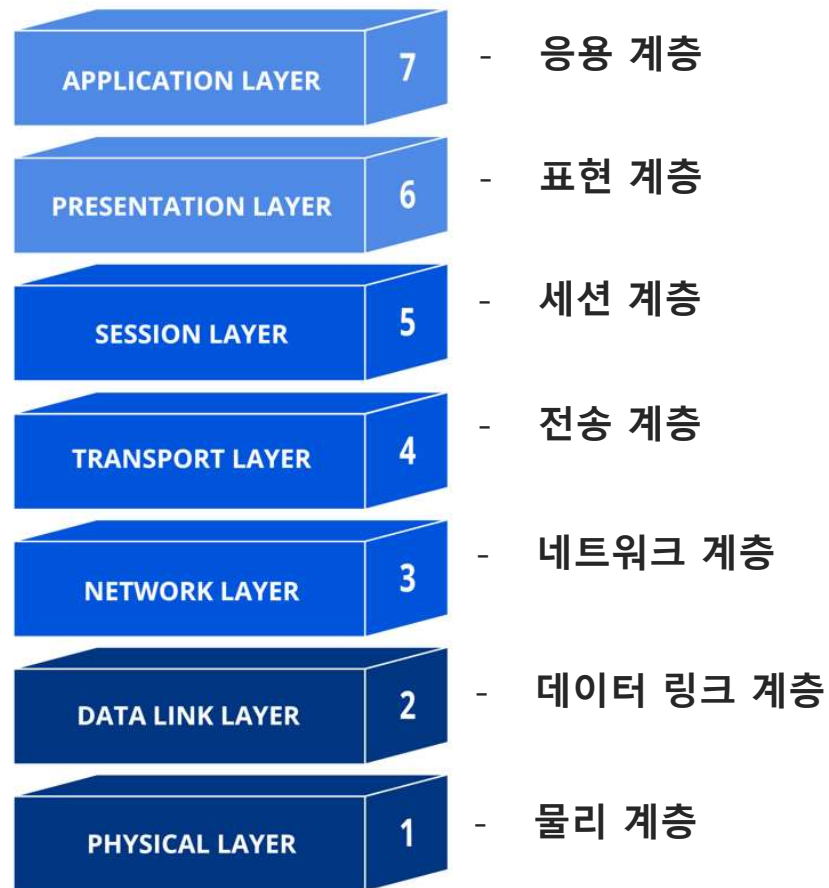 APPLICATION LAYER 7 - 응용 계층
PRESENTATION LAYER 6 - 표현 계층
SESSION LAYER 5 - 세션 계층
TRANSPORT LAYER 4 - 전송 계층
NETWORK LAYER 3 - 네트워크 계층
DATA LINK LAYER 2 - 데이터 링크 계층
PHYSICAL LAYER 1 - 물리 계층